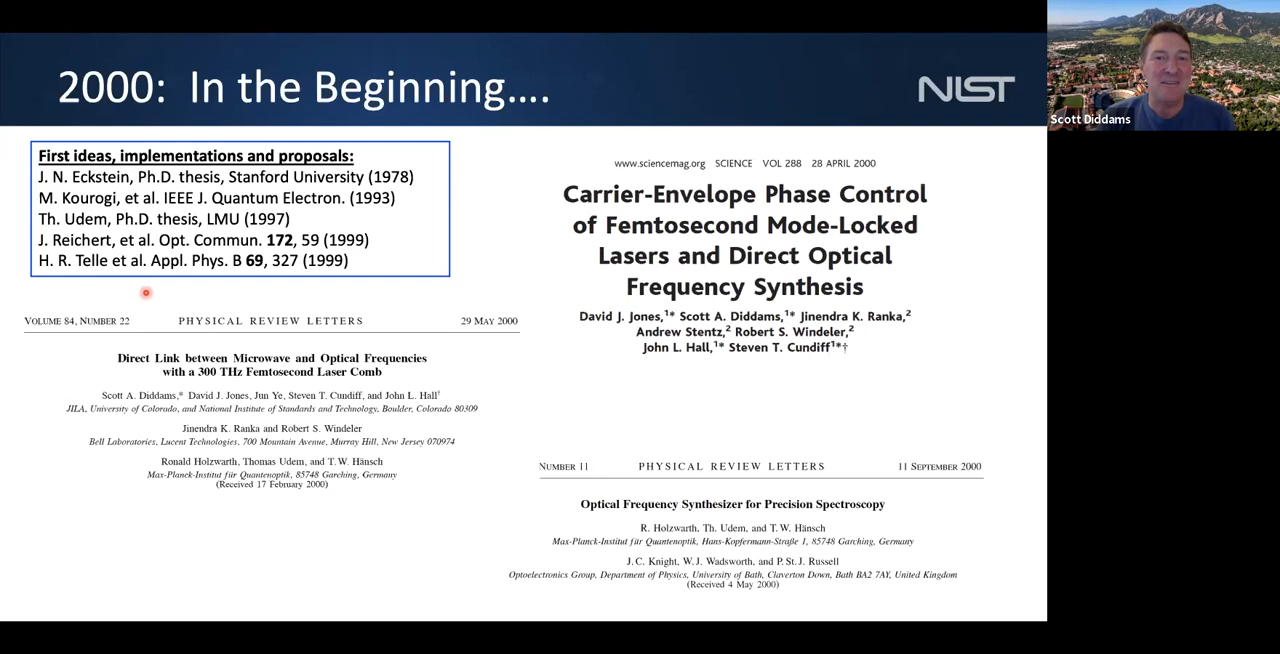 2000:  In the Beginning….
NIST
Scott Diddams
First ideas, implementations and proposals:
J. N. Eckstein, Ph.D. thesis, Stanford University (1978)
M. Kourogi, et al. IEEE J. Quantum Electron. (1993)
Th. Udem, Ph.D. thesis, LMU (1997)
J. Reichert, et al. Opt. Commun. 172, 59 (1999)
H. R. Telle et al. Appl. Phys. B 69, 327 (1999)
VOLUME 84, NUMBER 22 PHYSICAL REVIEW LETTERS 29 MAY 2000
Direct Link between Microwave and Optical Frequencies
with a 300 THz Femtosecond Laser Comb
Scott A. Diddams,* David J. Jones, Jun Ye, Steven T. Cundiff, and John L. Hall†
JILA, University of Colorado, and National Institute of Standards and Technology, Boulder, Colorado 80309
Jinendra K. Ranka and Robert S. Windeler
Bell Laboratories, Lucent Technologies, 700 Mountain Avenue, Murray Hill, New Jersey 070974
Ronald Holzwarth, Thomas Udem, and T. W. Hänsch
Max-Planck-Institut für Quantenoptik, 85748 Garching, Germany
(Received 17 February 2000)
www.sciencemag.org SCIENCE VOL 288 28 APRIL 2000
Carrier-Envelope Phase Control
of Femtosecond Mode-Locked
Lasers and Direct Optical
Frequency Synthesis
David J. Jones,1* Scott A. Diddams,1* Jinendra K. Ranka,2
Andrew Stentz,2 Robert S. Windeler,2
John L. Hall,1* Steven T. Cundiff1*†
NUMBER 11 PHYSICAL REVIEW LETTERS 11 SEPTEMBER 2000
Optical Frequency Synthesizer for Precision Spectroscopy
R. Holzwarth, Th. Udem, and T. W. Hänsch
Max-Planck-Institut für Quantenoptik, Hans-Kopfermann-Straße 1, 85748 Garching, Germany
J. C. Knight, W. J. Wadsworth, and P. St. J. Russell
Optoelectronics Group, Department of Physics, University of Bath, Claverton Down, Bath BA2 7AY, United Kingdom
(Received 4 May 2000)